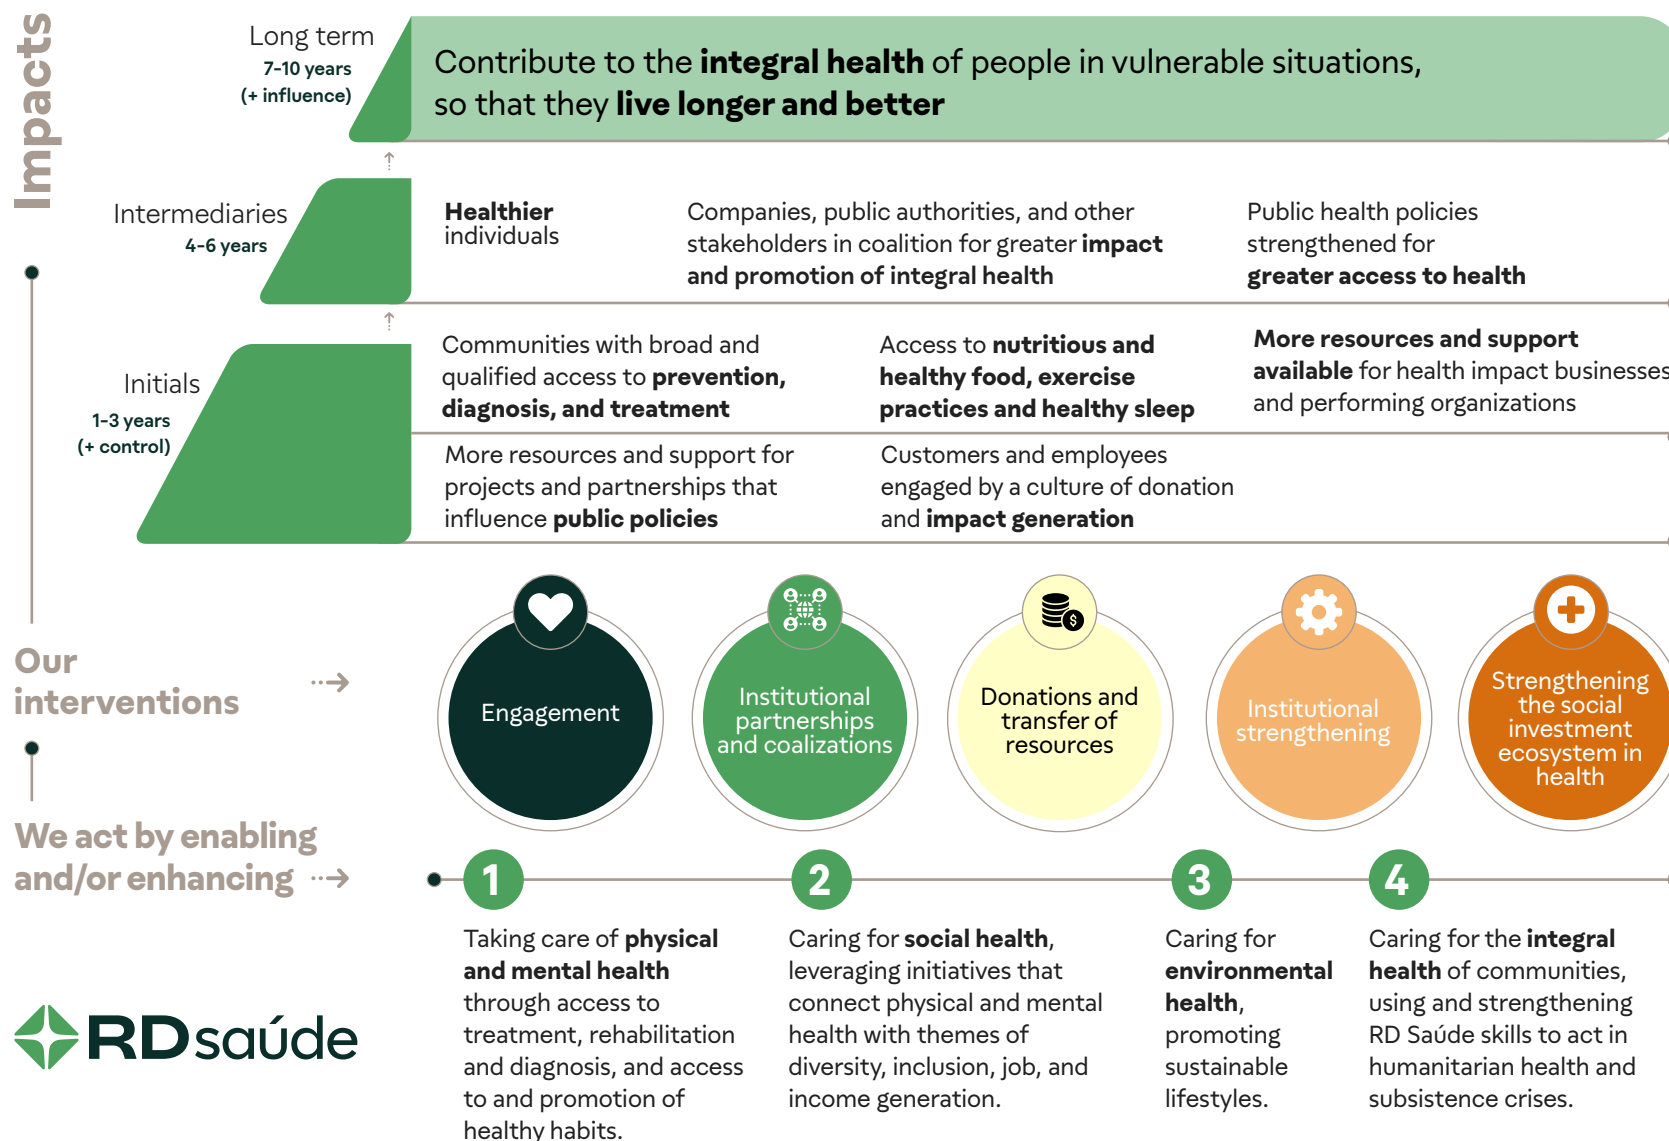 Impacts
Long term
7-10 years
(+ influence)
Contribute to the integral health of people in vulnerable situations,
so that they live longer and better
Intermediaries
4-6 years
Healthier
individuals
Companies, public authorities, and other
stakeholders in coalition for greater impact
and promotion of integral health
Public health policies
strengthened for
greater access to health
Initials
1-3 years
(+ control)
Communities with broad and
qualified access to prevention,
diagnosis, and treatment
Access to nutritious and
healthy food, exercise
practices and healthy sleep
More resources and support
available for health impact businesses
and performing organizations
More resources and support for
projects and partnerships that
influence public policies
Customers and employees
engaged by a culture of donation
and impact generation
Our
interventions
Engagement
Institutional
partnerships
and coalizations
Donations and
transfer of
resources
$
Institutional
strengthening
Strengthening
the social
investment
ecosystem in
health
We act by enabling
and/or enhancing
1
Taking care of physical
and mental health
through access to
treatment, rehabilitation
and diagnosis, and access
to and promotion of
healthy habits.
2
Caring for social health,
leveraging initiatives that
connect physical and mental
health with themes of
diversity, inclusion, job, and
income generation.
3
Caring for
environmental
health,
promoting
sustainable
lifestyles.
4
Caring for the integral
health of communities,
using and strengthening
RD Saúde skills to act in
humanitarian health and
subsistence crises.
RDsaúde